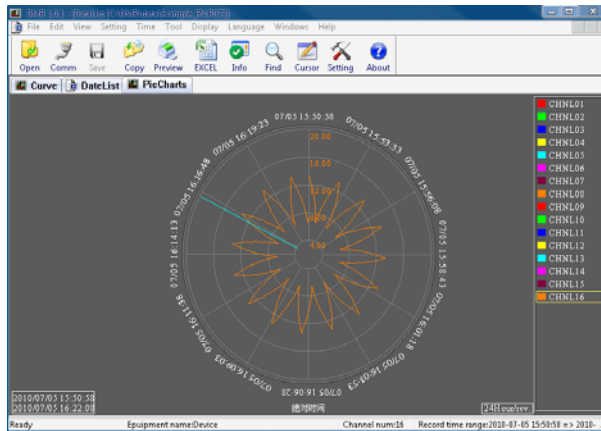 File Edit View Setting Time Tool Display Language Windows Help
Open Comm Save Copy Preview EXCEL Info Find Cursor Setting About
Curve DateList PieCharts
07/05 15:50:58
07/05 15:53:33
07/05 15:56:08
07/05 15:58:43
07/05 16:01:18
07/05 16:03:53
07/05 16:06:28
07/05 16:09:03
07/05 16:11:38
07/05 16:14:13
07/05 16:16:48
07/05 16:19:23
20.00
16.00
12.00
4.00
绝对时间
CHNL01
CHNL02
CHNL03
CHNL04
CHNL05
CHNL06
CHNL07
CHNL08
CHNL09
CHNL10
CHNL11
CHNL12
CHNL13
CHNL14
CHNL15
CHNL16
2010/07/05 15:50:58
2010/07/05 16:22:08
Ready Epuipment name:Device Channel num:16 Record time range:2010-07-05 15:50:58 => 2010-